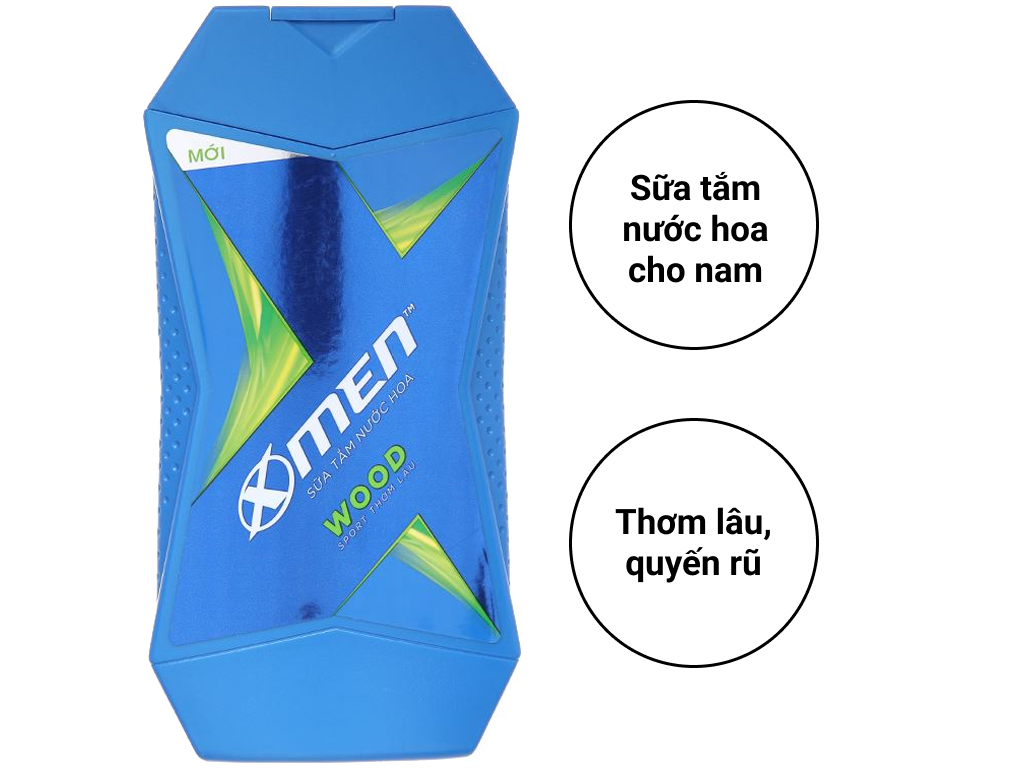 MỚI
Xmen™
SỮA TẮM NƯỚC HOA
WOOD
SPORT THƠM LÂU
Sữa tắm
nước hoa
cho nam
Thơm lâu,
quyến rũ